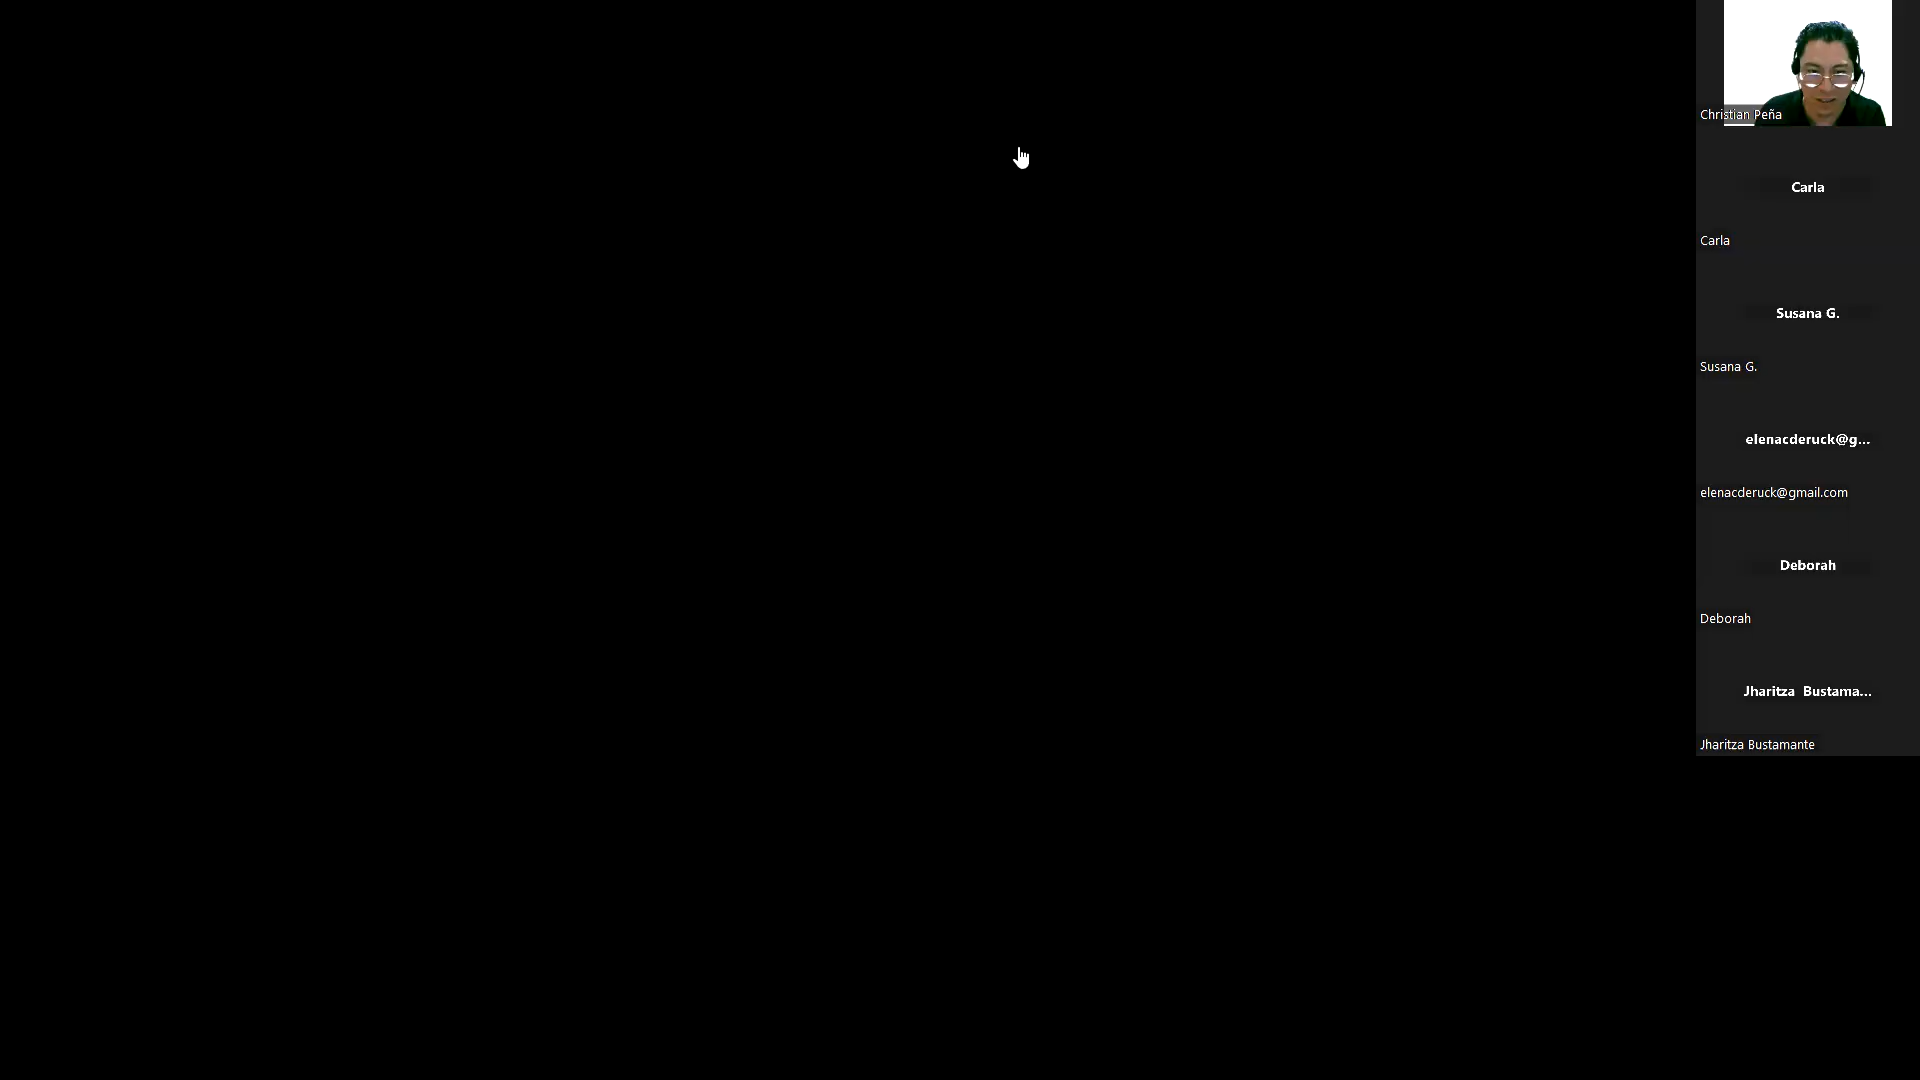 Christian Peña
Carla
Carla
Susana G.
Susana G.
elenacderuck@g...
elenacderuck@gmail.com
Deborah
Deborah
Jharitza Bustama...
Jharitza Bustamante